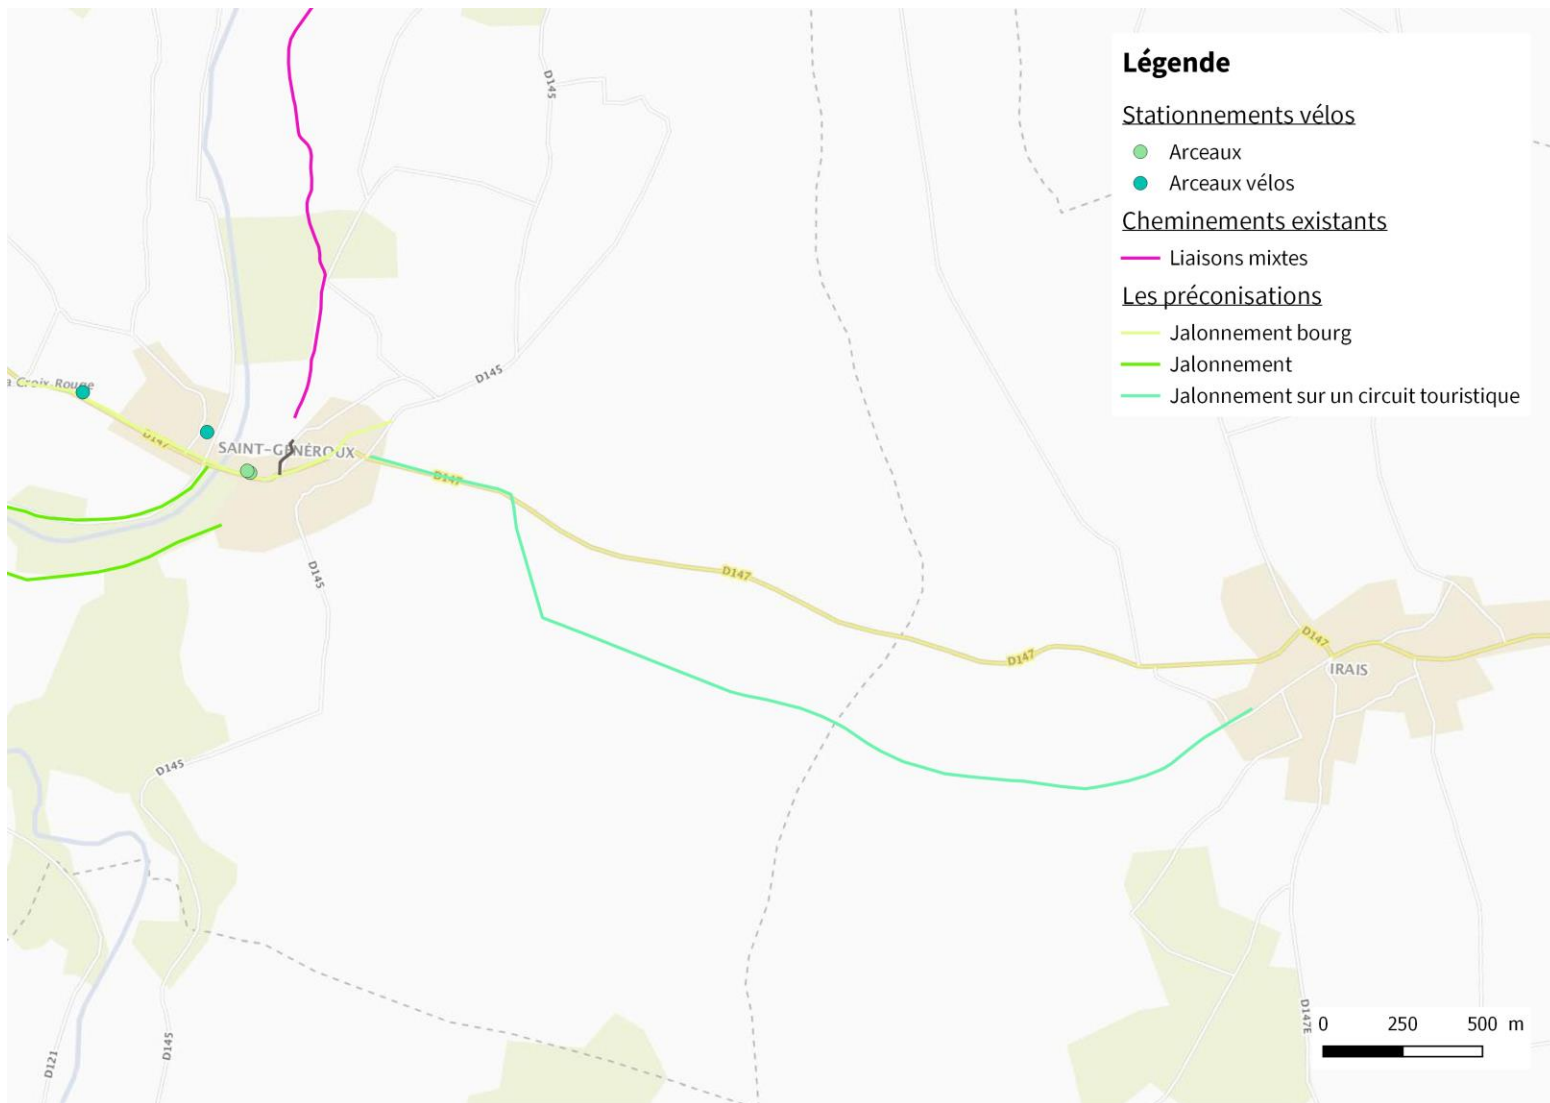 D145
Légende
Stationnements vélos
Arceaux
Arceaux vélos
Cheminements existants
Liaisons mixtes
Les préconisations
Jalonnement bourg
Jalonnement
Jalonnement sur un circuit touristique
a Croix-Rouge
D145
D147
SAINT-GÉNÉROUX
D147
D145
D147
D147
D147
IRAIS
D145
D147E
0 250 500 m
D121
D145